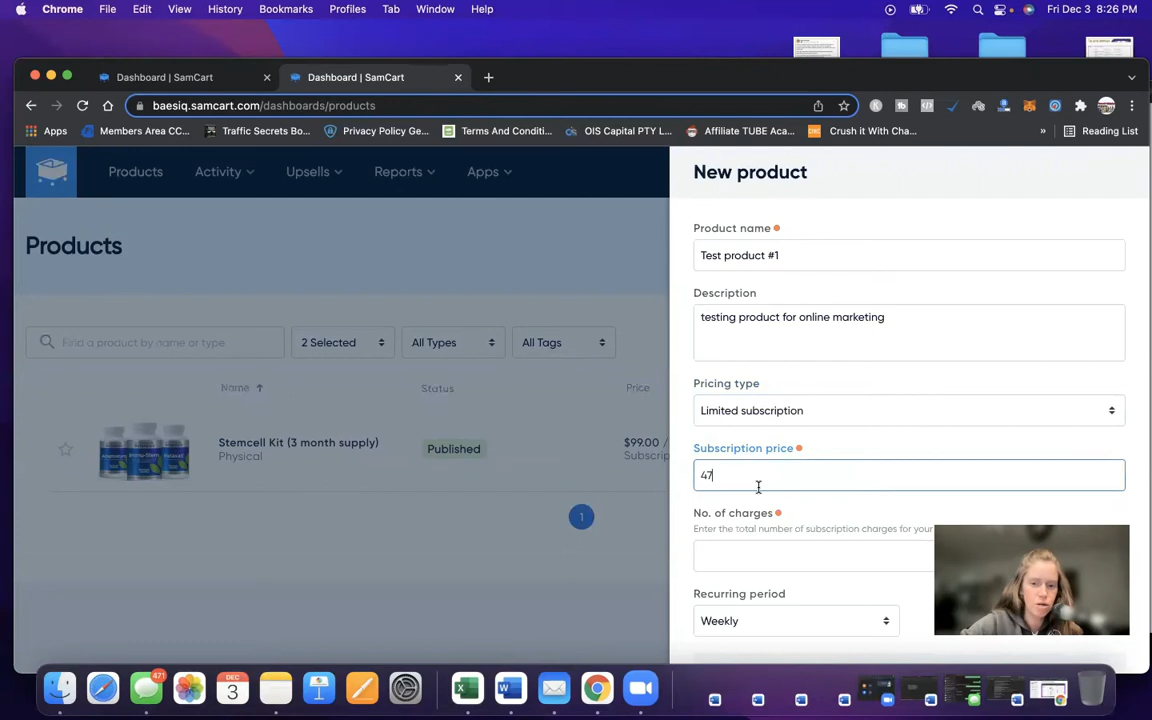 Chrome File Edit View History Bookmarks Profiles Tab Window Help Fri Dec 3 8:26 PM
Dashboard | SamCart Dashboard | SamCart
baesiq.samcart.com/dashboards/products
Apps Members Area CC... Traffic Secrets Bo... Privacy Policy Ge... Terms And Conditi... OIS Capital PTY L... Affiliate TUBE Aca... Crush it With Cha... » Reading List
Products Activity Upsells Reports Apps
New product
Products
Product name
Test product #1
Description
testing product for online marketing
Find a product by name or type
2 Selected
All Types
All Tags
Pricing type
Limited subscription
Name Status Price
Stemcell Kit (3 month supply)
Physical
Published
$99.00 /
Subscrip
Subscription price
47
No. of charges
Enter the total number of subscription charges for your
1
Recurring period
Weekly
471
DEC
3